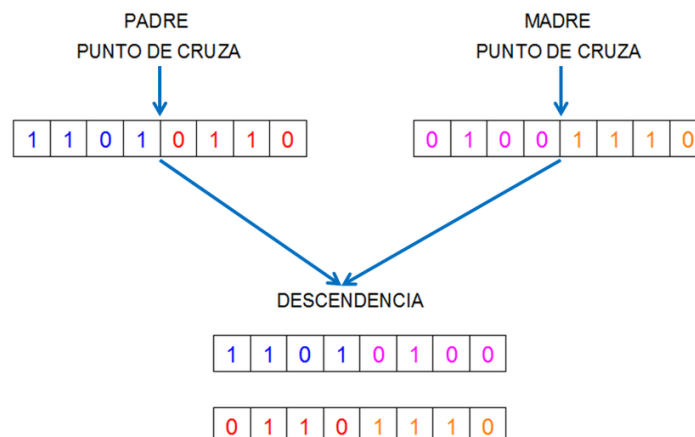 PADRE
PUNTO DE CRUZA
MADRE
PUNTO DE CRUZA
1 1 0 1 0 1 1 0
0 1 0 0 1 1 1 0
DESCENDENCIA
1 1 0 1 0 1 0 0
0 1 1 0 1 1 1 0